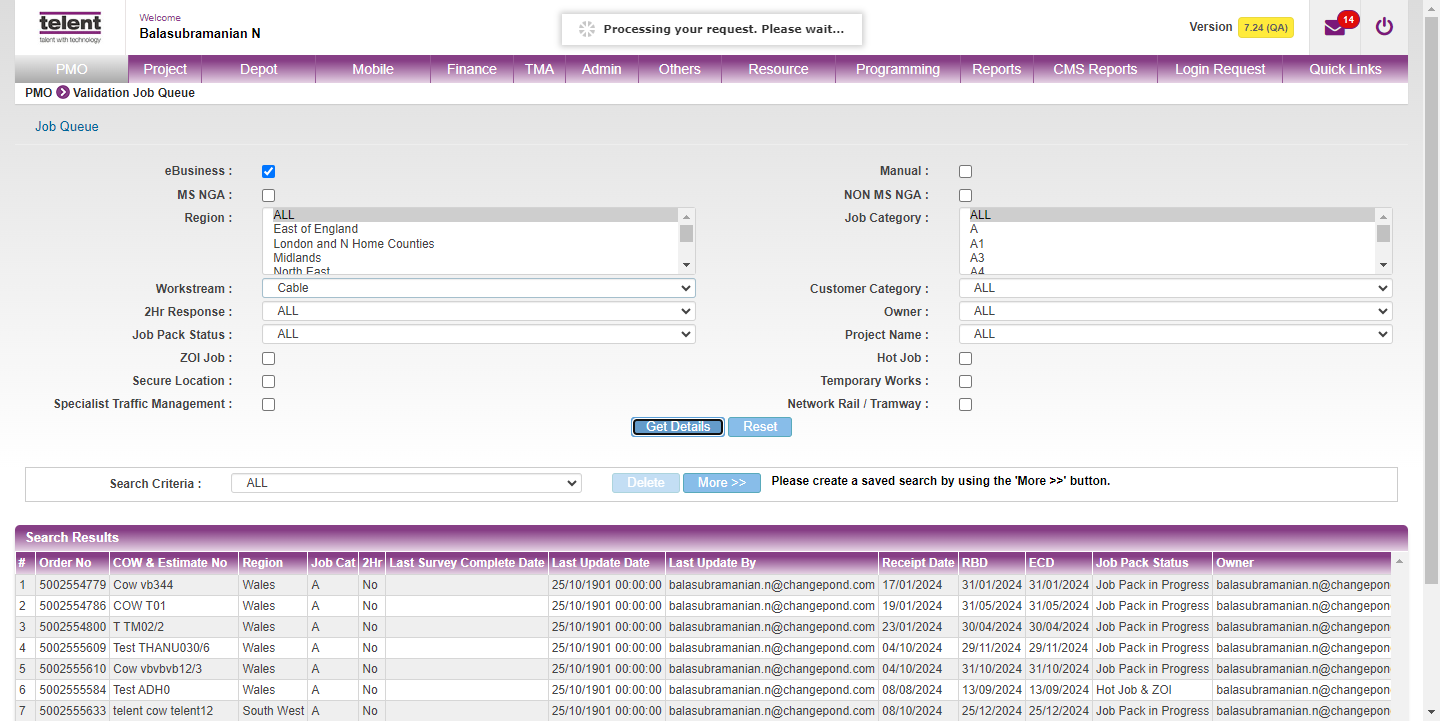 telent
talent with technology
Welcome
Balasubramanian N
Processing your request. Please wait...
Version 7.24 (QA)
14
PMO Project Depot Mobile Finance TMA Admin Others Resource Programming Reports CMS Reports Login Request Quick Links
PMO Validation Job Queue
Job Queue
eBusiness : Manual :
MS NGA : NON MS NGA :
Region : ALL Job Category : ALL
East of England A
London and N Home Counties A1
Midlands A3
North East A4
Workstream : Cable Customer Category : ALL
2Hr Response : ALL Owner : ALL
Job Pack Status : ALL Project Name : ALL
ZOI Job : Hot Job :
Secure Location : Temporary Works :
Specialist Traffic Management : Network Rail / Tramway :
Get Details Reset
Search Criteria : ALL Delete More >> Please create a saved search by using the 'More >>' button.
Search Results
# Order No COW & Estimate No Region Job Cat 2Hr Last Survey Complete Date Last Update Date Last Update By Receipt Date RBD ECD Job Pack Status Owner
1 5002554779 Cow vb344 Wales A No 25/10/1901 00:00:00 balasubramanian.n@changepond.com 17/01/2024 31/01/2024 31/01/2024 Job Pack in Progress balasubramanian.n@changepon
2 5002554786 COW T01 Wales A No 25/10/1901 00:00:00 balasubramanian.n@changepond.com 19/01/2024 31/05/2024 31/05/2024 Job Pack in Progress balasubramanian.n@changepon
3 5002554800 T TM02/2 Wales A No 25/10/1901 00:00:00 balasubramanian.n@changepond.com 23/01/2024 30/04/2024 30/04/2024 Job Pack in Progress balasubramanian.n@changepon
4 5002555609 Test THANU030/6 Wales A No 25/10/1901 00:00:00 balasubramanian.n@changepond.com 04/10/2024 29/11/2024 29/11/2024 Job Pack in Progress balasubramanian.n@changepon
5 5002555610 Cow vbvbvb12/3 Wales A No 25/10/1901 00:00:00 balasubramanian.n@changepond.com 04/10/2024 31/10/2024 31/10/2024 Job Pack in Progress balasubramanian.n@changepon
6 5002555584 Test ADH0 Wales A No 25/10/1901 00:00:00 balasubramanian.n@changepond.com 08/08/2024 13/09/2024 13/09/2024 Hot Job & ZOI balasubramanian.n@changepon
7 5002555633 telent cow telent12 South West A No 25/10/1901 00:00:00 balasubramanian.n@changepond.com 08/10/2024 25/12/2024 25/12/2024 Job Pack in Progress balasubramanian.n@changepon